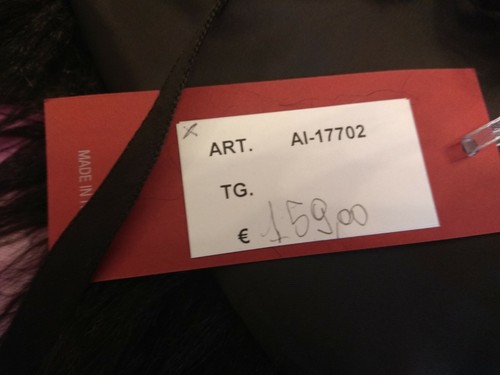 MADE IN
ART. AI-17702
TG.
€ 159,00